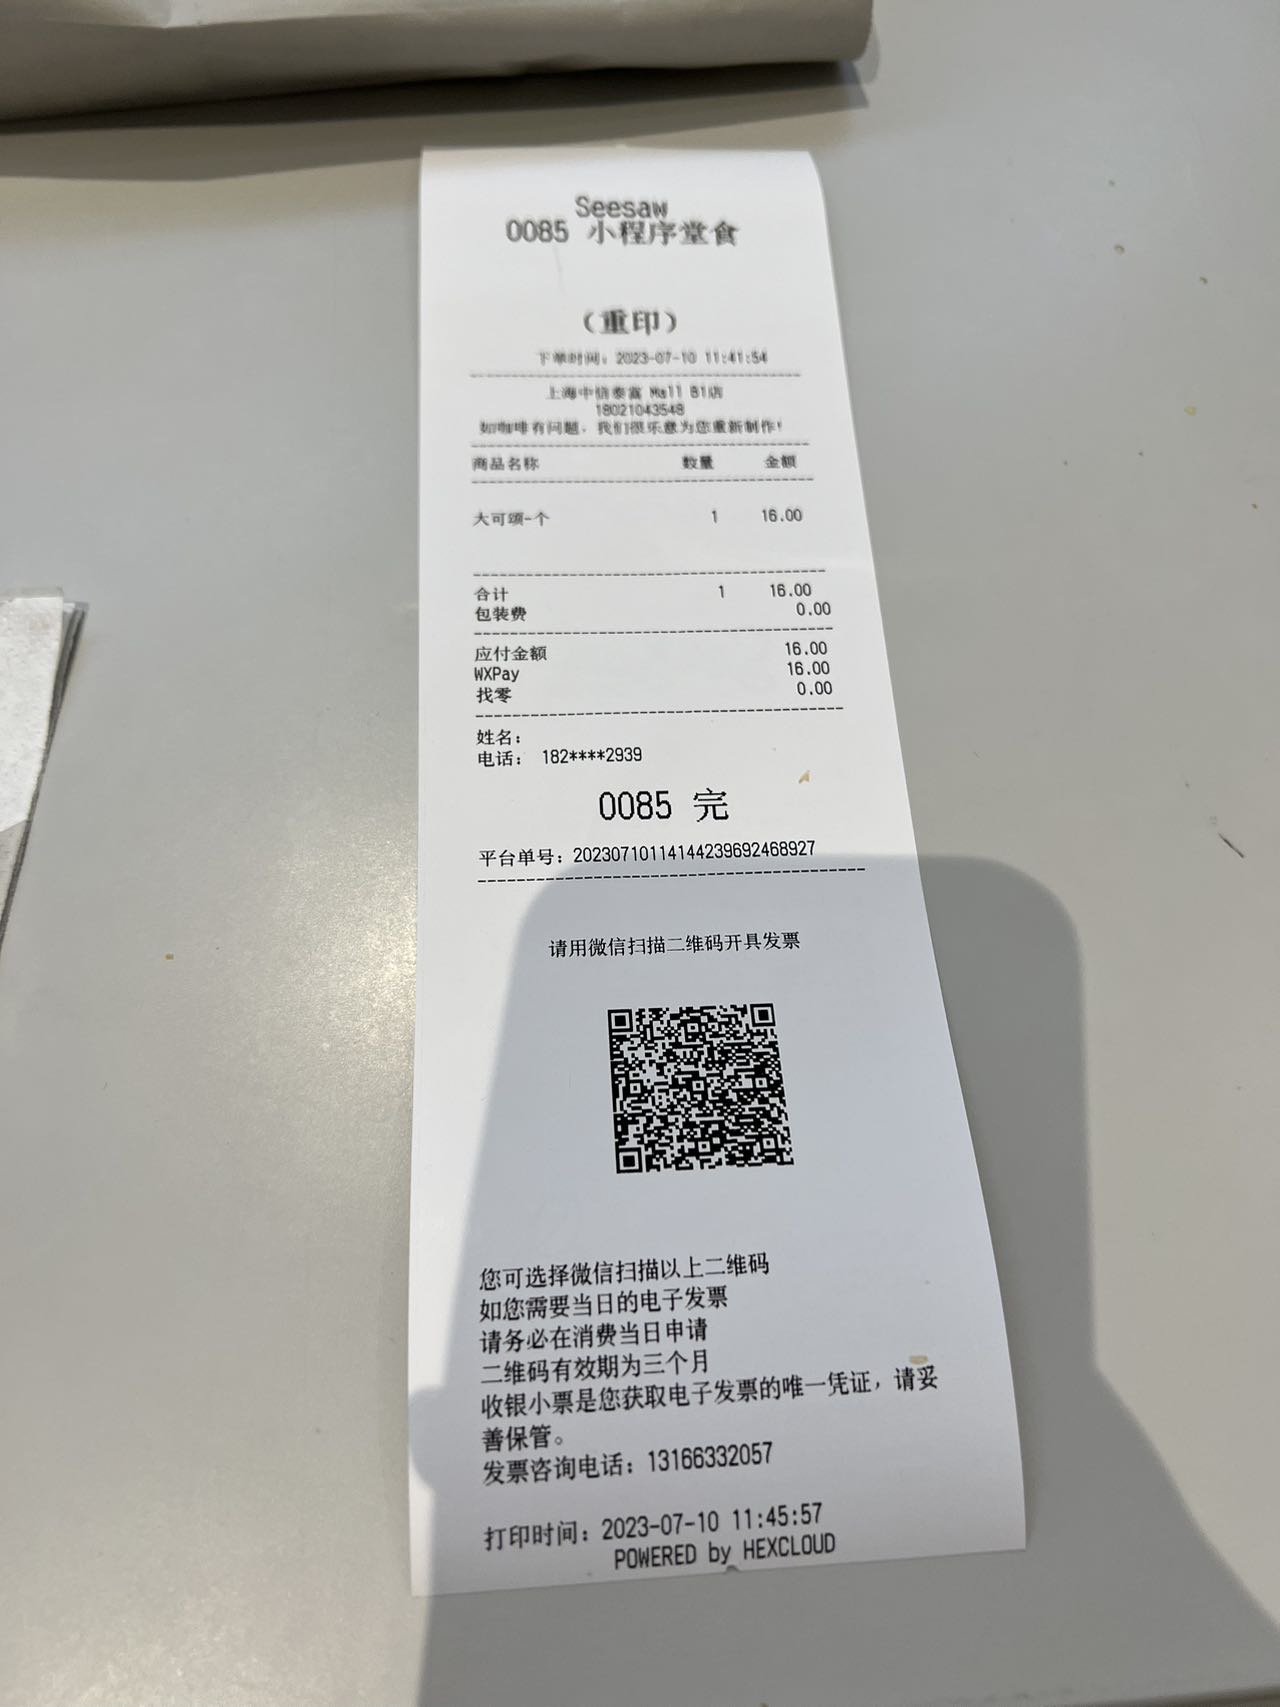 Seesaw
0085 小程序堂食
（重印）
下单时间：2023-07-10 11:41:54
上海中信泰富 Mall B1店
18021043548
如咖啡有问题，我们很乐意为您重新制作！
商品名称 数量 金额
大可颂-个 1 16.00
合计 1 16.00
包装费 0.00
应付金额 16.00
WXPay 16.00
找零 0.00
姓名：
电话： 182****2939
0085 完
平台单号：20230710114144239692468927
请用微信扫描二维码开具发票
您可选择微信扫描以上二维码
如您需要当日的电子发票
请务必在消费当日申请
二维码有效期为三个月
收银小票是您获取电子发票的唯一凭证，请妥
善保管。
发票咨询电话：13166332057
打印时间：2023-07-10 11:45:57
POWERED by HEXCLOUD